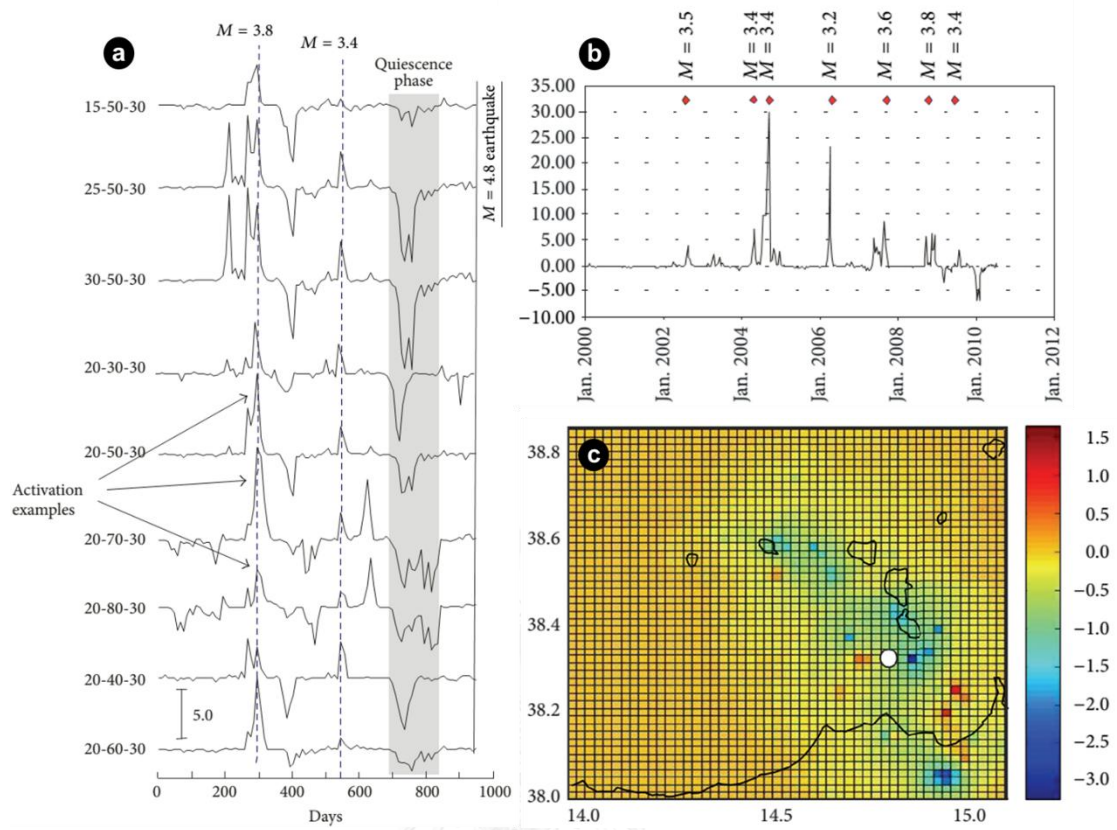 a
M = 3.8
M = 3.4
Quiescence
phase
M = 4.8 earthquake
15-50-30
25-50-30
30-50-30
20-30-30
20-50-30
20-70-30
20-80-30
20-40-30
20-60-30
Activation
examples
5.0
0
200
400
600
800
1000
Days
b
M = 3.5
M = 3.4
M = 3.4
M = 3.2
M = 3.6
M = 3.8
M = 3.4
35.00
30.00
25.00
20.00
15.00
10.00
5.00
0.00
−5.00
−10.00
Jan. 2000
Jan. 2002
Jan. 2004
Jan. 2006
Jan. 2008
Jan. 2010
Jan. 2012
c
38.8
38.6
38.4
38.2
38.0
14.0
14.5
15.0
1.5
1.0
0.5
0.0
−0.5
−1.0
−1.5
−2.0
−2.5
−3.0